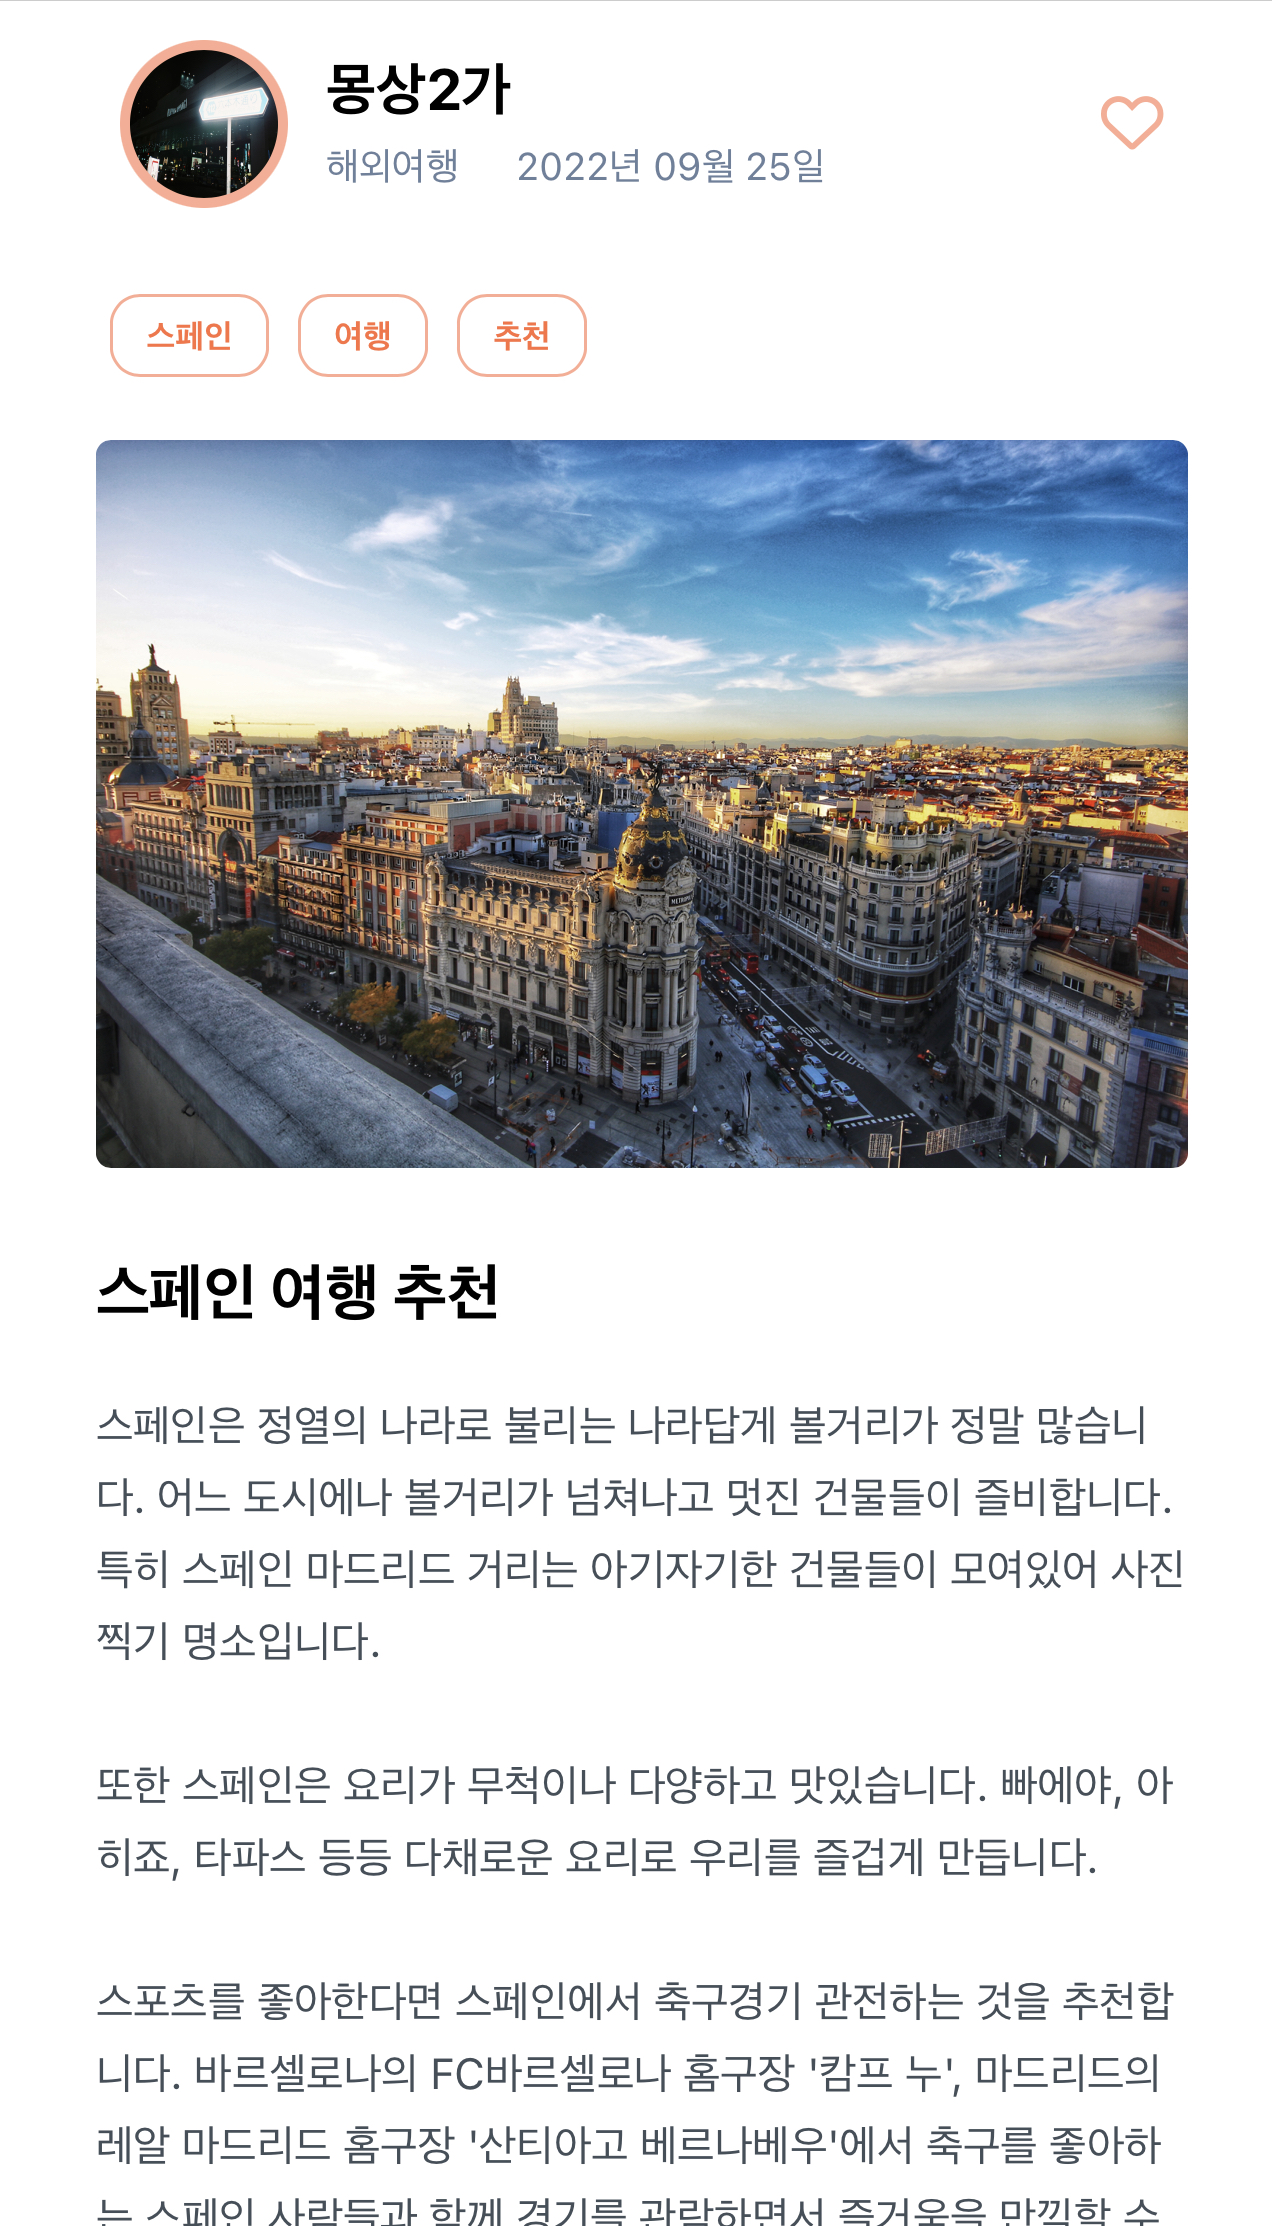 몽상2가
해외여행 2022년 09월 25일
스페인 여행 추천
METROPOLIS
스페인 여행 추천
스페인은 정열의 나라로 불리는 나라답게 볼거리가 정말 많습니
다. 어느 도시에나 볼거리가 넘쳐나고 멋진 건물들이 즐비합니다.
특히 스페인 마드리드 거리는 아기자기한 건물들이 모여있어 사진
찍기 명소입니다.
또한 스페인은 요리가 무척이나 다양하고 맛있습니다. 빠에야, 아
히죠, 타파스 등등 다채로운 요리로 우리를 즐겁게 만듭니다.
스포츠를 좋아한다면 스페인에서 축구경기 관전하는 것을 추천합
니다. 바르셀로나의 FC바르셀로나 홈구장 '캄프 누', 마드리드의
레알 마드리드 홈구장 '산티아고 베르나베우'에서 축구를 좋아하
는 스페인 사람들과 함께 경기를 관람하면서 즐거움을 만끽할 수